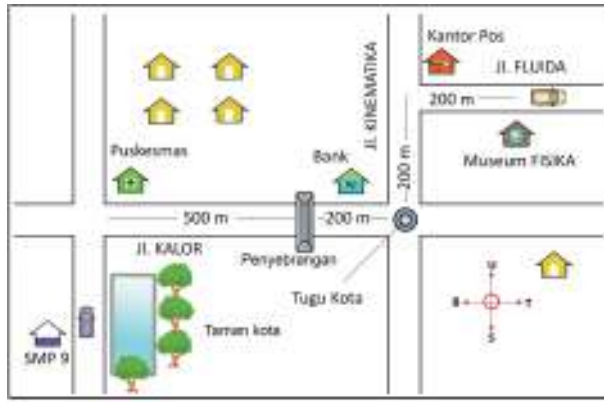 Kantor Pos
Jl. FLUIDA
200 m
Jl. KINEMATIKA
200 m
Museum FISIKA
Puskesmas
Bank
500 m
200 m
Jl. KALOR
Penyebrangan
Tugu Kota
Taman kota
SMP 9
U
B
T
S